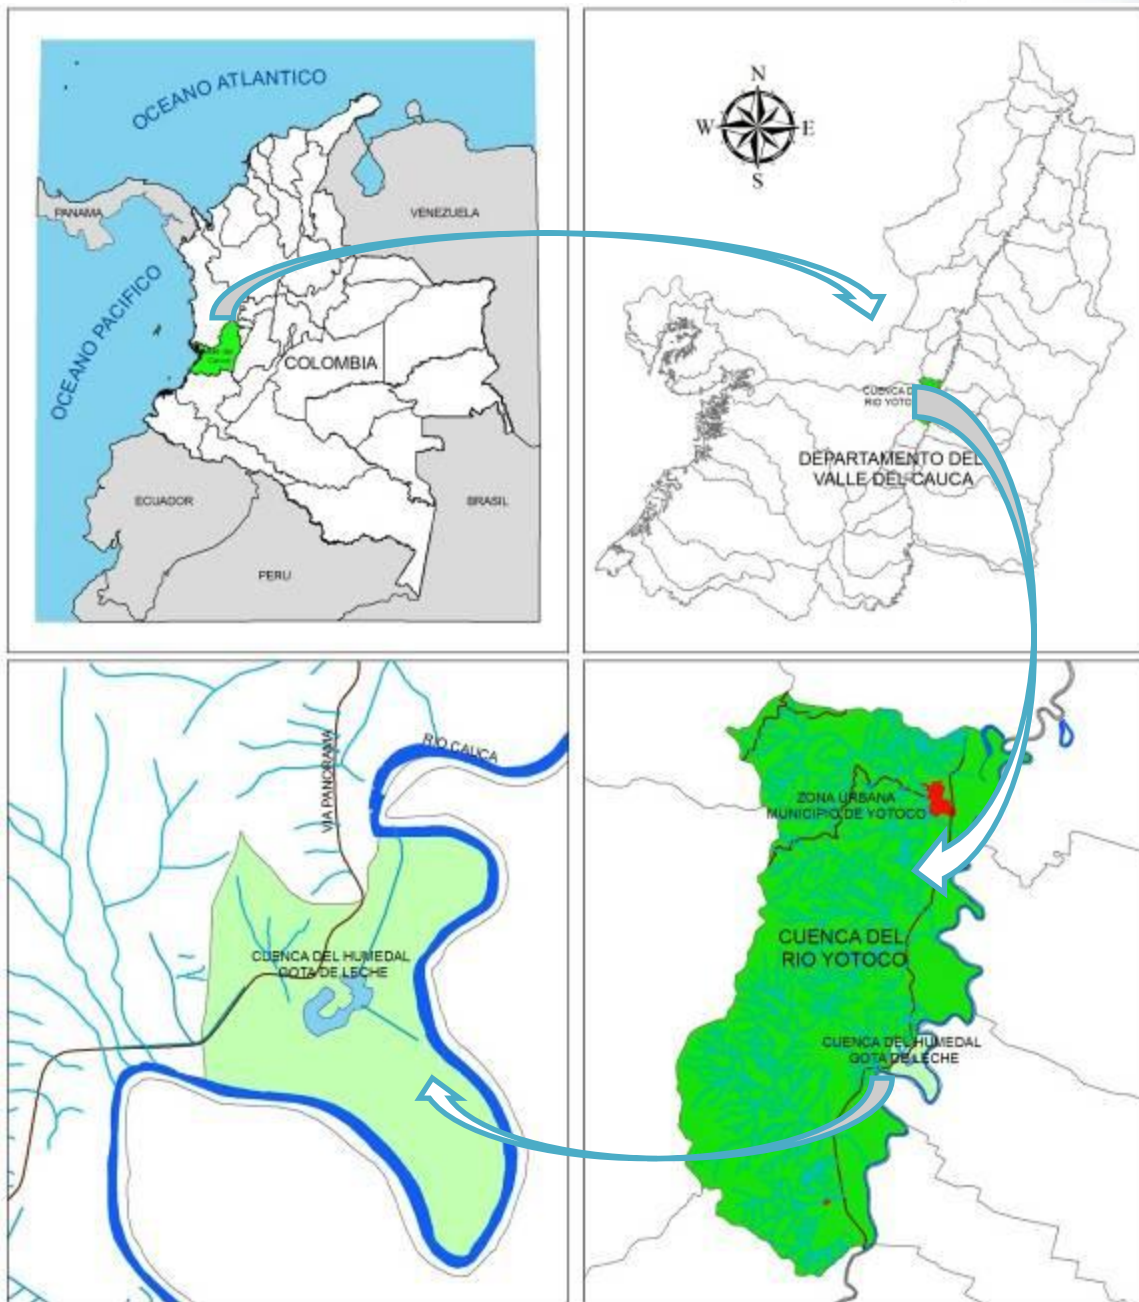 OCEANO ATLANTICO
PANAMA
VENEZUELA
OCEANO PACIFICO
COLOMBIA
ECUADOR
BRASIL
PERU
N
W
E
S
CUENCA
RIO
DEPARTAMENTO DEL
VALLE DEL CAUCA
VIA PANORAMA
RIO CAUCA
CUENCA DEL HUMEDAL
GOTA DE LECHE
ZONA URBANA
MUNICIPIO DE YOTOCO
CUENCA DEL
RIO YOTOCO
CUENCA DEL HUMEDAL
GOTA DE LECHE